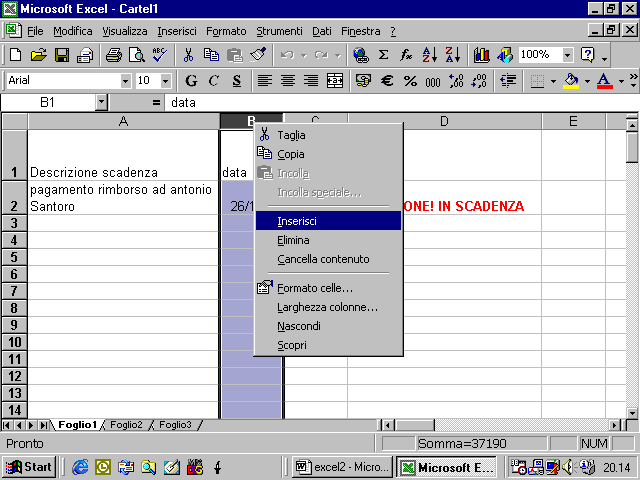 Microsoft Excel - Cartel1
File Modifica Visualizza Inserisci Formato Strumenti Dati Finestra ?
100%
Arial 10 G C S % 000
B1 = data
A B C D E
1 Descrizione scadenza data
pagamento rimborso ad antonio
2 Santoro 26/1 ONE! IN SCADENZA
3
4
5
6
7
8
9
10
11
12
13
14
Taglia
Copia
Incolla
Incolla speciale...
Inserisci
Elimina
Cancella contenuto
Formato celle...
Larghezza colonne...
Nascondi
Scopri
Foglio1 Foglio2 Foglio3
Pronto Somma=37190 NUM
Start excel2 - Micro... Microsoft E... 20.14